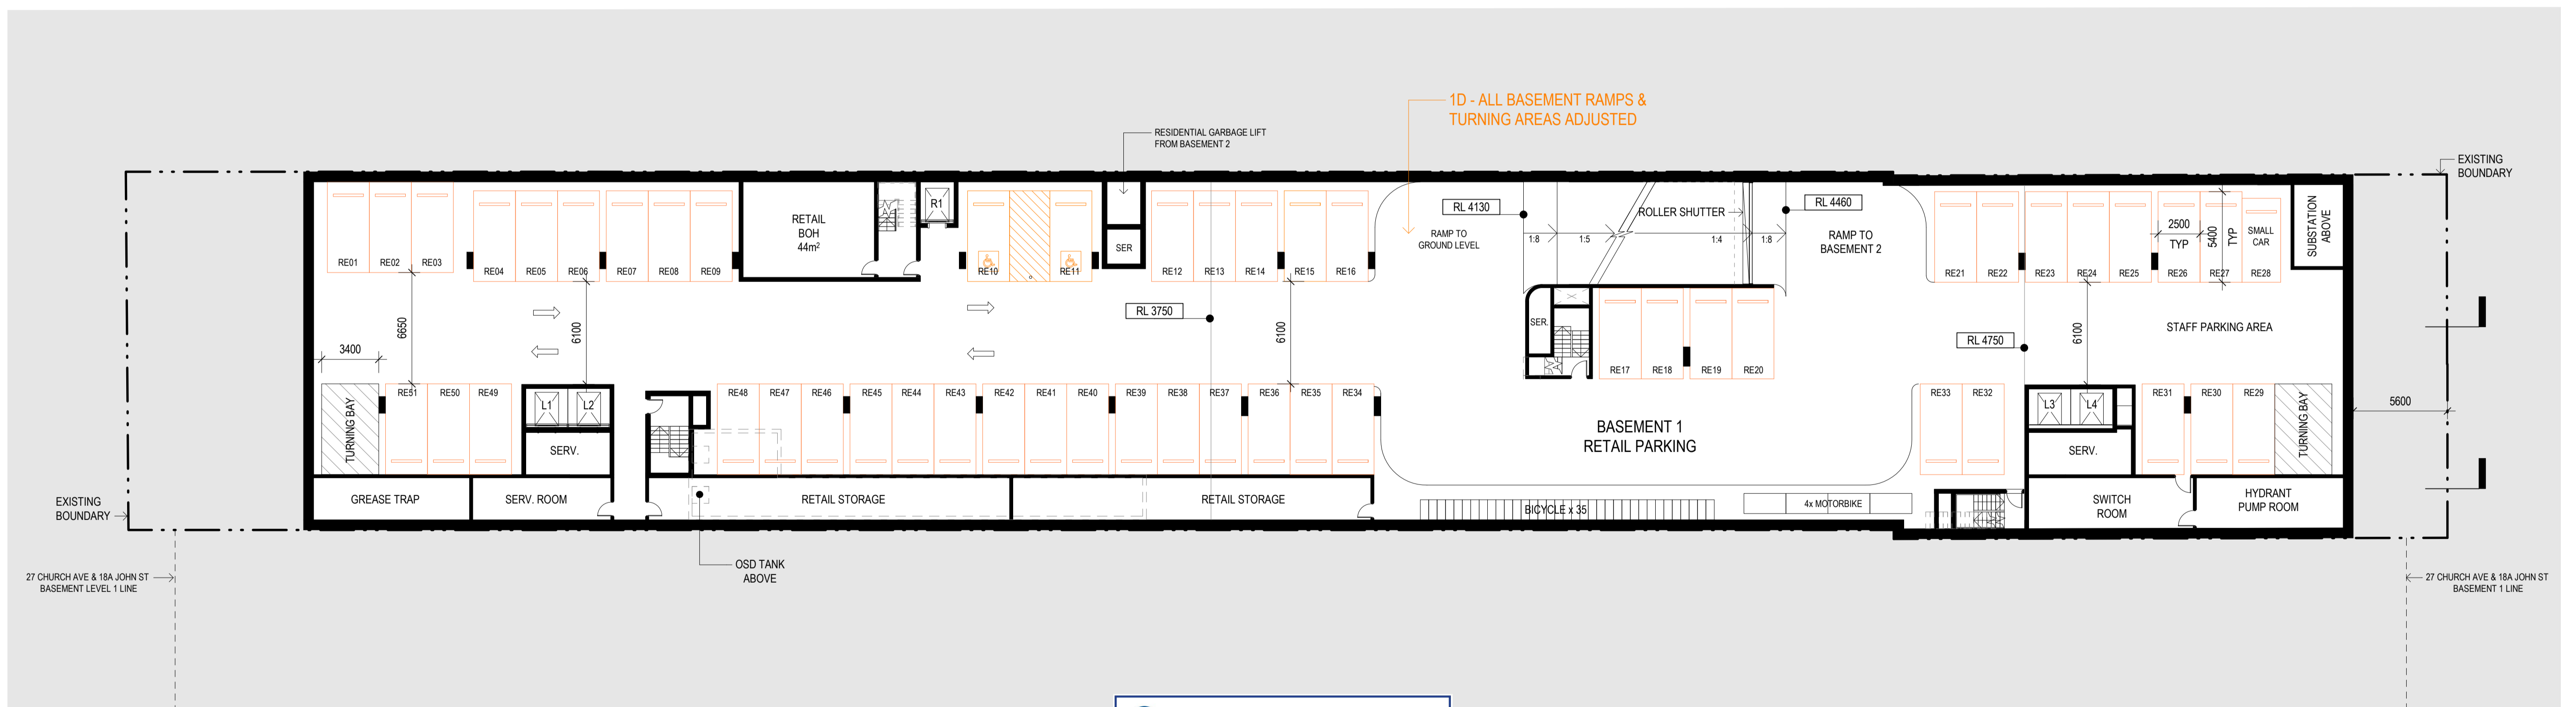 1D - ALL BASEMENT RAMPS &
TURNING AREAS ADJUSTED
RESIDENTIAL GARBAGE LIFT
FROM BASEMENT 2
EXISTING
BOUNDARY
RE01
RE02
RE03
RE04
RE05
RE06
RE07
RE08
RE09
RETAIL
BOH
44m²
R1
RE10
RE11
SER
RE12
RE13
RE14
RE15
RE16
RL 4130
RAMP TO
GROUND LEVEL
1:8
1:5
ROLLER SHUTTER
1:4
1:8
RL 4460
RAMP TO
BASEMENT 2
RE21
RE22
RE23
RE24
RE25
2500
TYP
RE26
5400
TYP
RE27
SMALL
CAR
RE28
SUBSTATION
ABOVE
6650
6100
3400
RL 3750
6100
SER.
RE17
RE18
RE19
RE20
RL 4750
6100
STAFF PARKING AREA
TURNING BAY
RE51
RE50
RE49
L1
L2
SERV.
RE48
RE47
RE46
RE45
RE44
RE43
RE42
RE41
RE40
RE39
RE38
RE37
RE36
RE35
RE34
BASEMENT 1
RETAIL PARKING
RE33
RE32
L3
L4
SERV.
RE31
RE30
RE29
TURNING BAY
5600
EXISTING
BOUNDARY
GREASE TRAP
SERV. ROOM
RETAIL STORAGE
RETAIL STORAGE
BICYCLE x 35
4x MOTORBIKE
SWITCH
ROOM
HYDRANT
PUMP ROOM
OSD TANK
ABOVE
27 CHURCH AVE & 18A JOHN ST
BASEMENT LEVEL 1 LINE
27 CHURCH AVE & 18A JOHN ST
BASEMENT 1 LINE